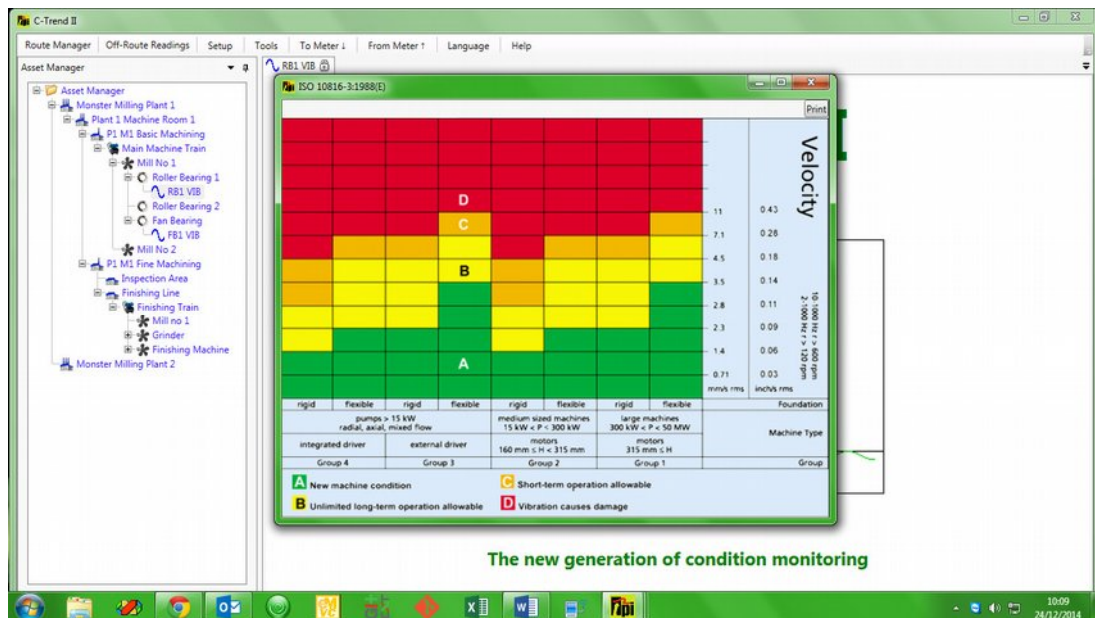 C-Trend II
Route Manager Off-Route Readings Setup Tools To Meter ↓ From Meter ↑ Language Help
Asset Manager
RB1 VIB
Asset Manager
Monster Milling Plant 1
Plant 1 Machine Room 1
P1 M1 Basic Machining
Main Machine Train
Mill No 1
Roller Bearing 1
RB1 VIB
Roller Bearing 2
Fan Bearing
FB1 VIB
Mill No 2
P1 M1 Fine Machining
Inspection Area
Finishing Line
Finishing Train
Mill no 1
Grinder
Finishing Machine
Monster Milling Plant 2
ISO 10816-3:1988(E)
Print
Velocity
10-1000 Hz r > 600 rpm
2-1000 Hz r > 120 rpm
D
C
B
A
11 0.43
7.1 0.28
4.5 0.18
3.5 0.14
2.8 0.11
2.3 0.09
1.4 0.06
0.71 0.03
mm/s rms inch/s rms
rigid flexible rigid flexible rigid flexible rigid flexible Foundation
pumps > 15 kW
radial, axial, mixed flow
medium sized machines
15 kW < P < 300 kW
large machines
300 kW < P < 50 MW
Machine Type
integrated driver external driver
motors
160 mm ≤ H < 315 mm
motors
315 mm ≤ H
Group 4 Group 3 Group 2 Group 1 Group
A New machine condition
C Short-term operation allowable
B Unlimited long-term operation allowable
D Vibration causes damage
The new generation of condition monitoring
10:09
24/12/2014